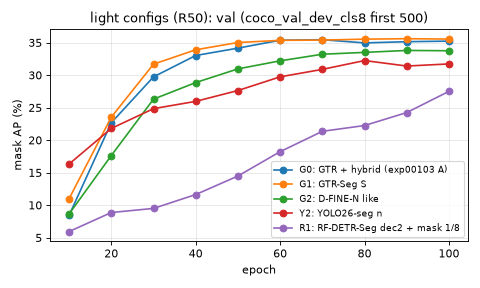 light configs (R50): val (coco_val_dev_cls8 first 500)
mask AP (%)
35
30
25
20
15
10
5
20
40
60
80
100
epoch
G0: GTR + hybrid (exp00103 A)
G1: GTR-Seg S
G2: D-FINE-N like
Y2: YOLO26-seg n
R1: RF-DETR-Seg dec2 + mask 1/8